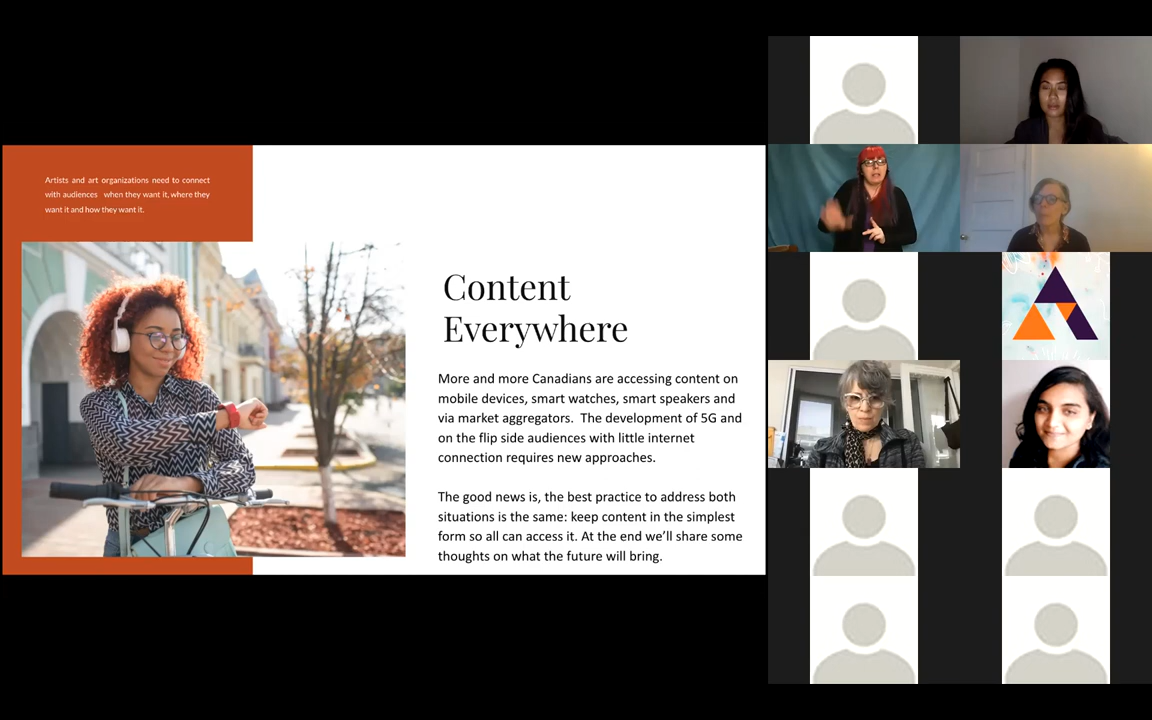 Artists and art organizations need to connect
with audiences when they want it, where they
want it and how they want it.
Content
Everywhere
More and more Canadians are accessing content on
mobile devices, smart watches, smart speakers and
via market aggregators. The development of 5G and
on the flip side audiences with little internet
connection requires new approaches.
The good news is, the best practice to address both
situations is the same: keep content in the simplest
form so all can access it. At the end we’ll share some
thoughts on what the future will bring.